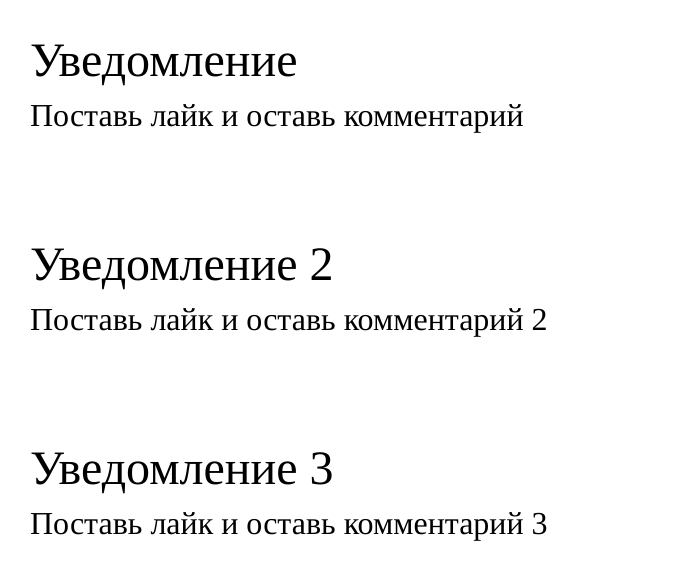 Уведомление
Поставь лайк и оставь комментарий
Уведомление 2
Поставь лайк и оставь комментарий 2
Уведомление 3
Поставь лайк и оставь комментарий 3